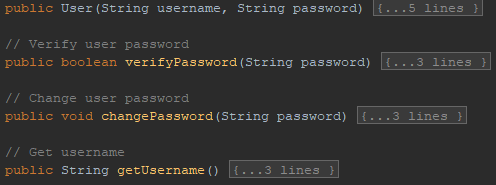 public User(String username, String password) {...5 lines }
// Verify user password
public boolean verifyPassword(String password) {...3 lines }
// Change user password
public void changePassword(String password) {...3 lines }
// Get username
public String getUsername() {...3 lines }